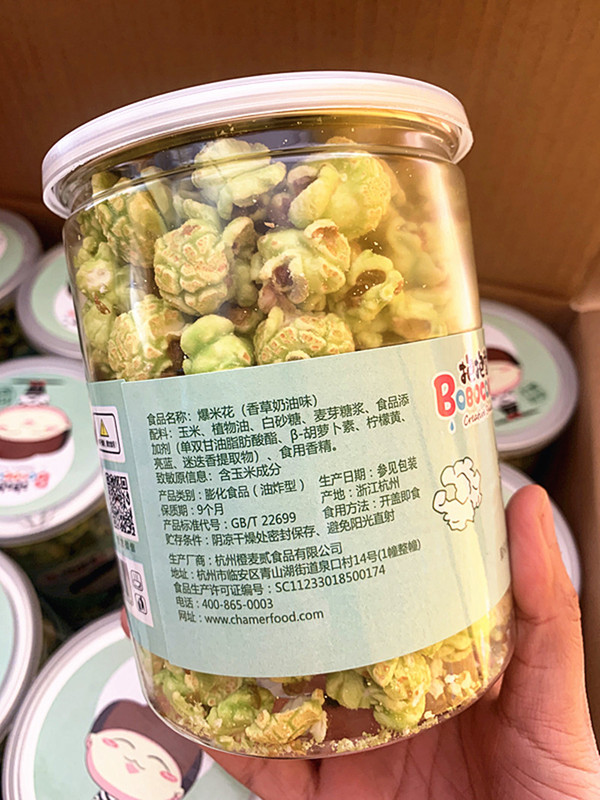 食品名称：爆米花（香草奶油味）
配料：玉米、植物油、白砂糖、麦芽糖浆、食品添
加剂（单双甘油脂肪酸酯、β-胡萝卜素、柠檬黄、
亮蓝、迷迭香提取物）、食用香精。
致敏原信息：含玉米成分
产品类别：膨化食品（油炸型）
保质期：9个月
产品标准代号：GB/T 22699
贮存条件：阴凉干燥处密封保存、避免阳光直射
生产日期：参见包装
产地：浙江杭州
食用方法：开盖即食
生产厂商：杭州橙麦贰食品有限公司
地址：杭州市临安区青山湖街道泉口村14号(1幢整幢)
食品生产许可证编号：SC11233018500174
电话：400-865-0003
网址：www.chamerfood.com
BOBOCO